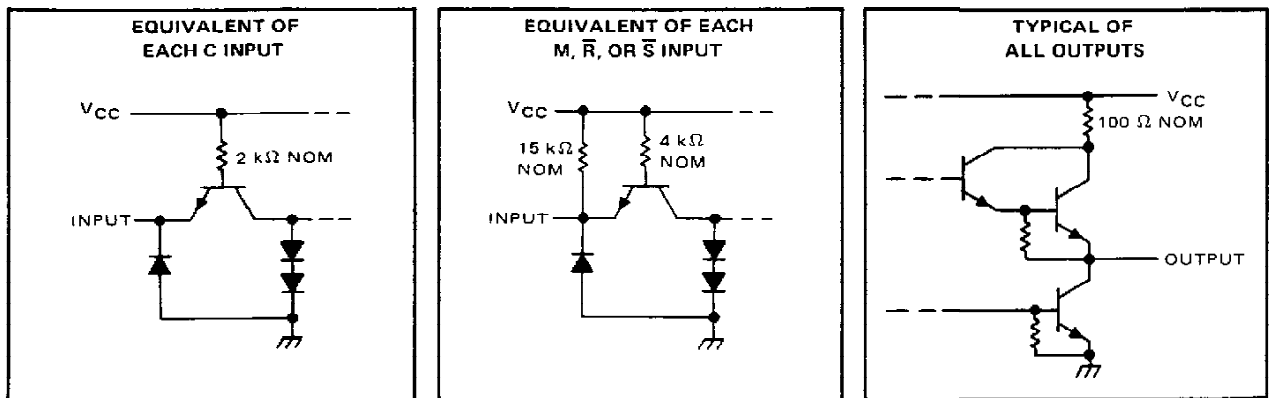 EQUIVALENT OF
EACH C INPUT
VCC
2 kΩ NOM
INPUT
EQUIVALENT OF EACH
M, R̅, OR S̅ INPUT
VCC
15 kΩ
NOM
4 kΩ
NOM
INPUT
TYPICAL OF
ALL OUTPUTS
VCC
100 Ω NOM
OUTPUT